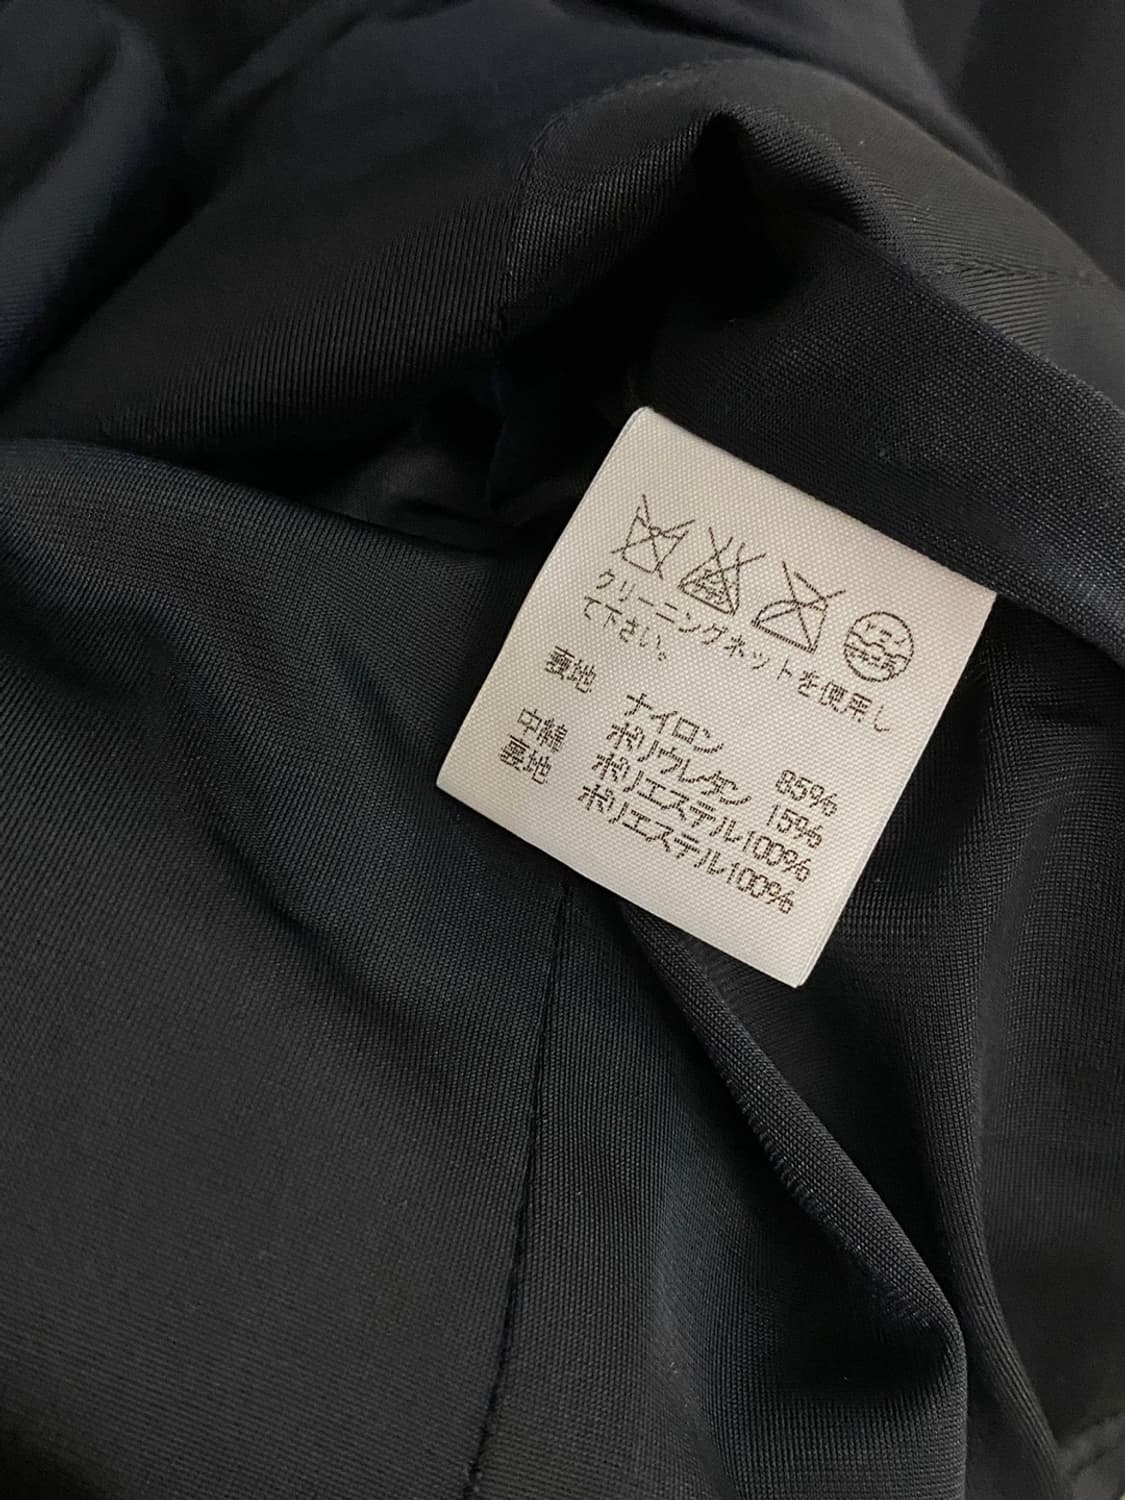 クリーニングネットを使用し
て下さい。
表地 ナイロン 85%
ポリウレタン 15%
中綿 ポリエステル100%
裏地 ポリエステル100%